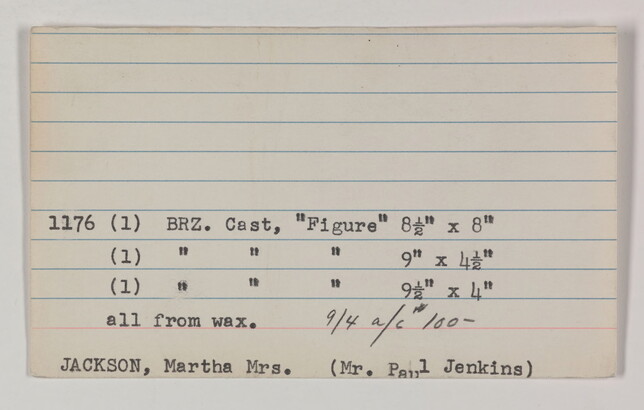 1176 (1) BRZ. Cast, "Figure" 8½" x 8"
(1) " " " 9" x 4½"
(1) " " " 9½" x 4"
all from wax. 9/4 a/c 100-
JACKSON, Martha Mrs. (Mr. Paul Jenkins)